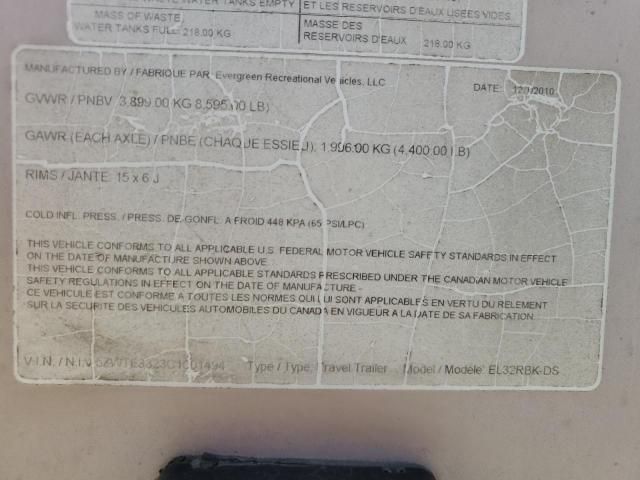 WATER TANKS EMPTY
ET LES RESERVOIRS D'EAUX USEES VIDES.
MASS OF WASTE
WATER TANKS FULL: 218.00 KG
MASSE DES
RESERVOIRS D'EAUX 218.00 KG
MANUFACTURED BY / FABRIQUE PAR: Evergreen Recreational Vehicles, LLC
DATE: 12/ /2010
GVWR / PNBV 3,899.00 KG 8,595.00 LB)
GAWR (EACH AXLE) / PNBE (CHAQUE ESSIEU): 1,996.00 KG (4,400.00 LB)
RIMS / JANTE: 15 x 6 J
COLD INFL. PRESS. / PRESS. DE GONFL. A FROID 448 KPA (65 PSI/LPC)
THIS VEHICLE CONFORMS TO ALL APPLICABLE U.S. FEDERAL MOTOR VEHICLE SAFETY STANDARDS IN EFFECT
ON THE DATE OF MANUFACTURE SHOWN ABOVE
THIS VEHICLE CONFORMS TO ALL APPLICABLE STANDARDS PRESCRIBED UNDER THE CANADIAN MOTOR VEHICLE
SAFETY REGULATIONS IN EFFECT ON THE DATE OF MANUFACTURE -
CE VEHICULE EST CONFORME A TOUTES LES NORMES QUI LUI SONT APPLICABLES EN VERTU DU RELEMENT
SUR LA SECURITE DES VEHICULES AUTOMOBILES DU CANADA EN VIGUEUR A LA DATE DE SA FABRICATION.
V.I.N. / N.I.V. Type / Type: Travel Trailer Model / Modele: EL32RBK-DS